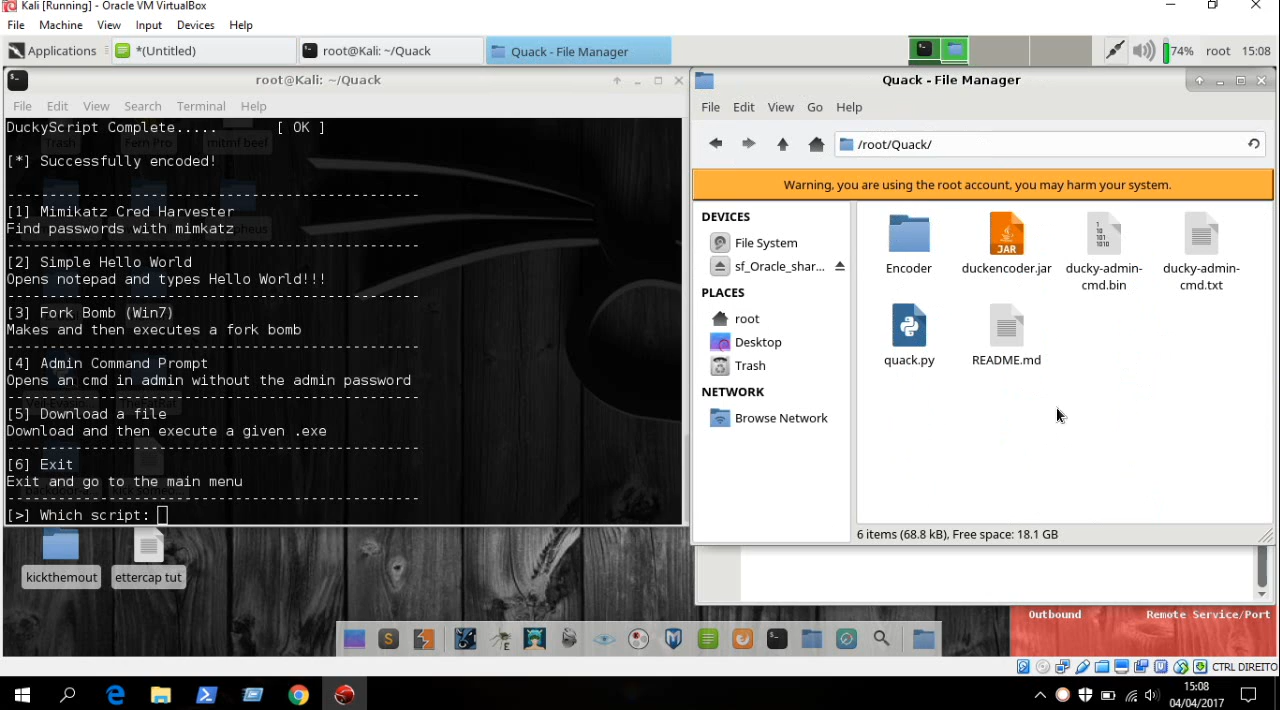 Kali [Running] - Oracle VM VirtualBox
File Machine View Input Devices Help
Applications *(Untitled) root@Kali: ~/Quack Quack - File Manager 74% root 15:08
root@Kali: ~/Quack
File Edit View Search Terminal Help
DuckyScript Complete..... [ OK ]
[*] Successfully encoded!
-------------------------------------------------
[1] Mimikatz Cred Harvester
Find passwords with mimkatz
-------------------------------------------------
[2] Simple Hello World
Opens notepad and types Hello World!!!
-------------------------------------------------
[3] Fork Bomb (Win7)
Makes and then executes a fork bomb
-------------------------------------------------
[4] Admin Command Prompt
Opens an cmd in admin without the admin password
-------------------------------------------------
[5] Download a file
Download and then execute a given .exe
-------------------------------------------------
[6] Exit
Exit and go to the main menu
-------------------------------------------------
[>] Which script:
Trash
mitmf beef
kickthemout ettercap tut
Quack - File Manager
File Edit View Go Help
/root/Quack/
Warning, you are using the root account, you may harm your system.
DEVICES
File System
sf_Oracle_shar...
PLACES
root
Desktop
Trash
NETWORK
Browse Network
Encoder
duckencoder.jar
ducky-admin-
cmd.bin
ducky-admin-
cmd.txt
quack.py
README.md
6 items (68.8 kB), Free space: 18.1 GB
Outbound Remote Service/Port
CTRL DIREITO
15:08
04/04/2017